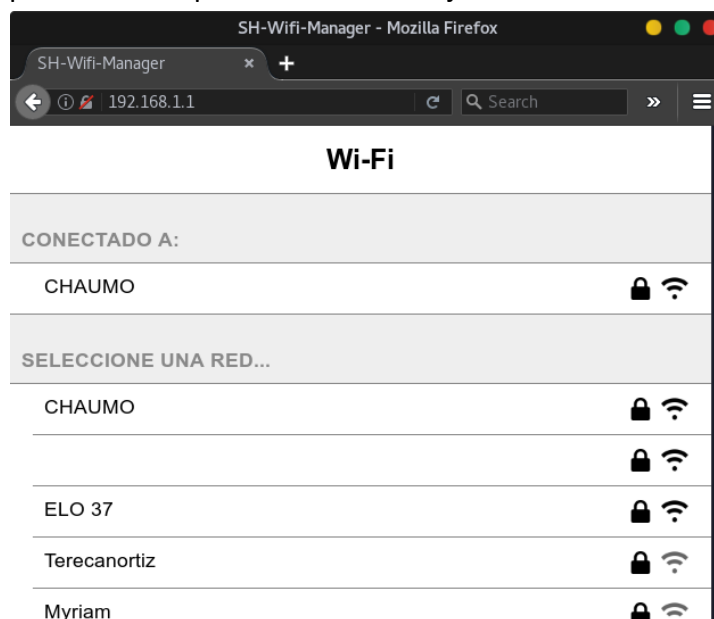 SH-Wifi-Manager - Mozilla Firefox
SH-Wifi-Manager × +
192.168.1.1 Search »
Wi-Fi
CONECTADO A:
CHAUMO
SELECCIONE UNA RED...
CHAUMO
ELO 37
Terecanortiz
Myriam